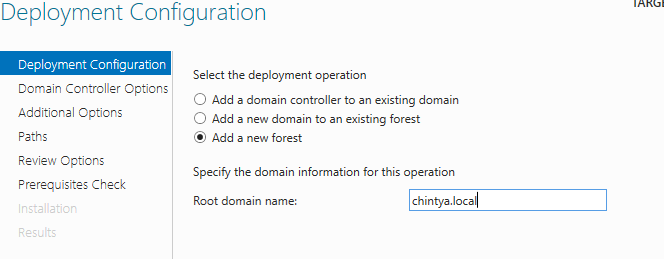 Deployment Configuration
TARGE
Deployment Configuration
Domain Controller Options
Additional Options
Paths
Review Options
Prerequisites Check
Installation
Results
Select the deployment operation
Add a domain controller to an existing domain
Add a new domain to an existing forest
Add a new forest
Specify the domain information for this operation
Root domain name: chintya.local